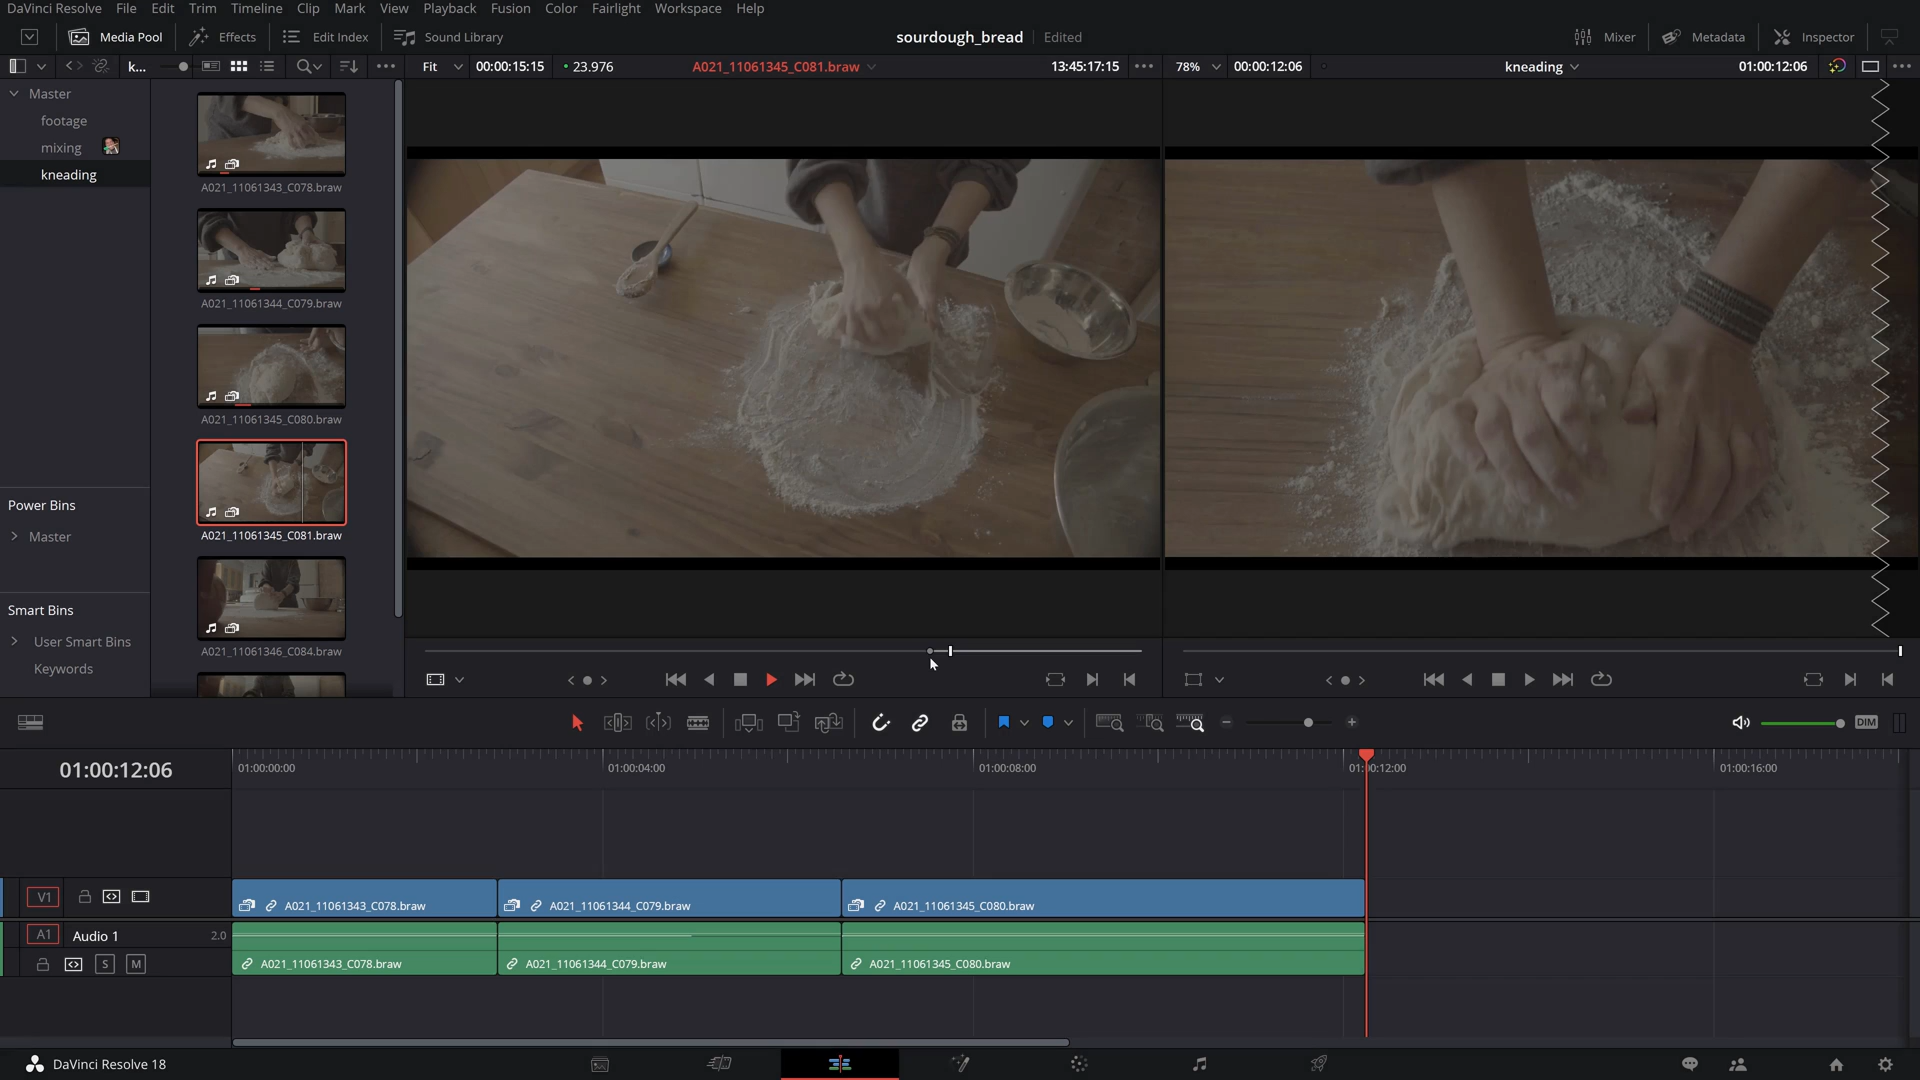 DaVinci Resolve File Edit Trim Timeline Clip Mark View Playback Fusion Color Fairlight Workspace Help
Media Pool Effects Edit Index Sound Library sourdough_bread Edited Mixer Metadata Inspector
k... Fit 00:00:15:15 23.976 A021_11061345_C081.braw 13:45:17:15 78% 00:00:12:06 kneading 01:00:12:06
Master
footage
mixing
kneading
Power Bins
Master
Smart Bins
User Smart Bins
Keywords
A021_11061343_C078.braw
A021_11061344_C079.braw
A021_11061345_C080.braw
A021_11061345_C081.braw
A021_11061346_C084.braw
DIM
01:00:12:06 01:00:00:00 01:00:04:00 01:00:08:00 01:00:12:00 01:00:16:00
V1 A021_11061343_C078.braw A021_11061344_C079.braw A021_11061345_C080.braw
A1 Audio 1 2.0
S M A021_11061343_C078.braw A021_11061344_C079.braw A021_11061345_C080.braw
DaVinci Resolve 18